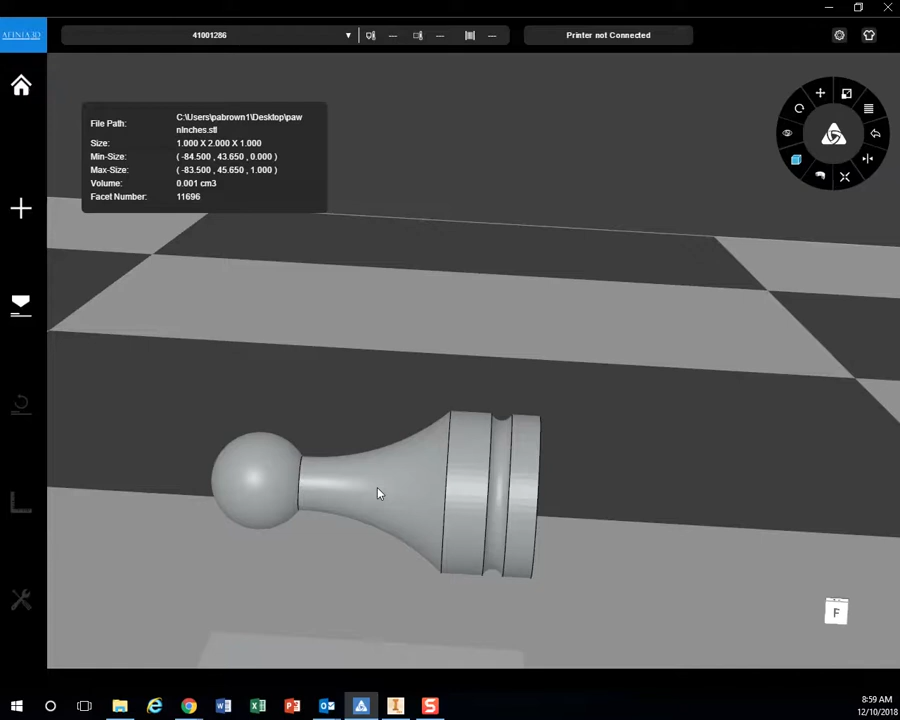 AFINIA3D
41001286
---
---
---
Printer not Connected
File Path: C:\Users\pabrown1\Desktop\paw
nInches.stl
Size: 1.000 X 2.000 X 1.000
Min-Size: ( -84.500 , 43.650 , 0.000 )
Max-Size: ( -83.500 , 45.650 , 1.000 )
Volume: 0.001 cm3
Facet Number: 11696
F
8:59 AM
12/10/2018